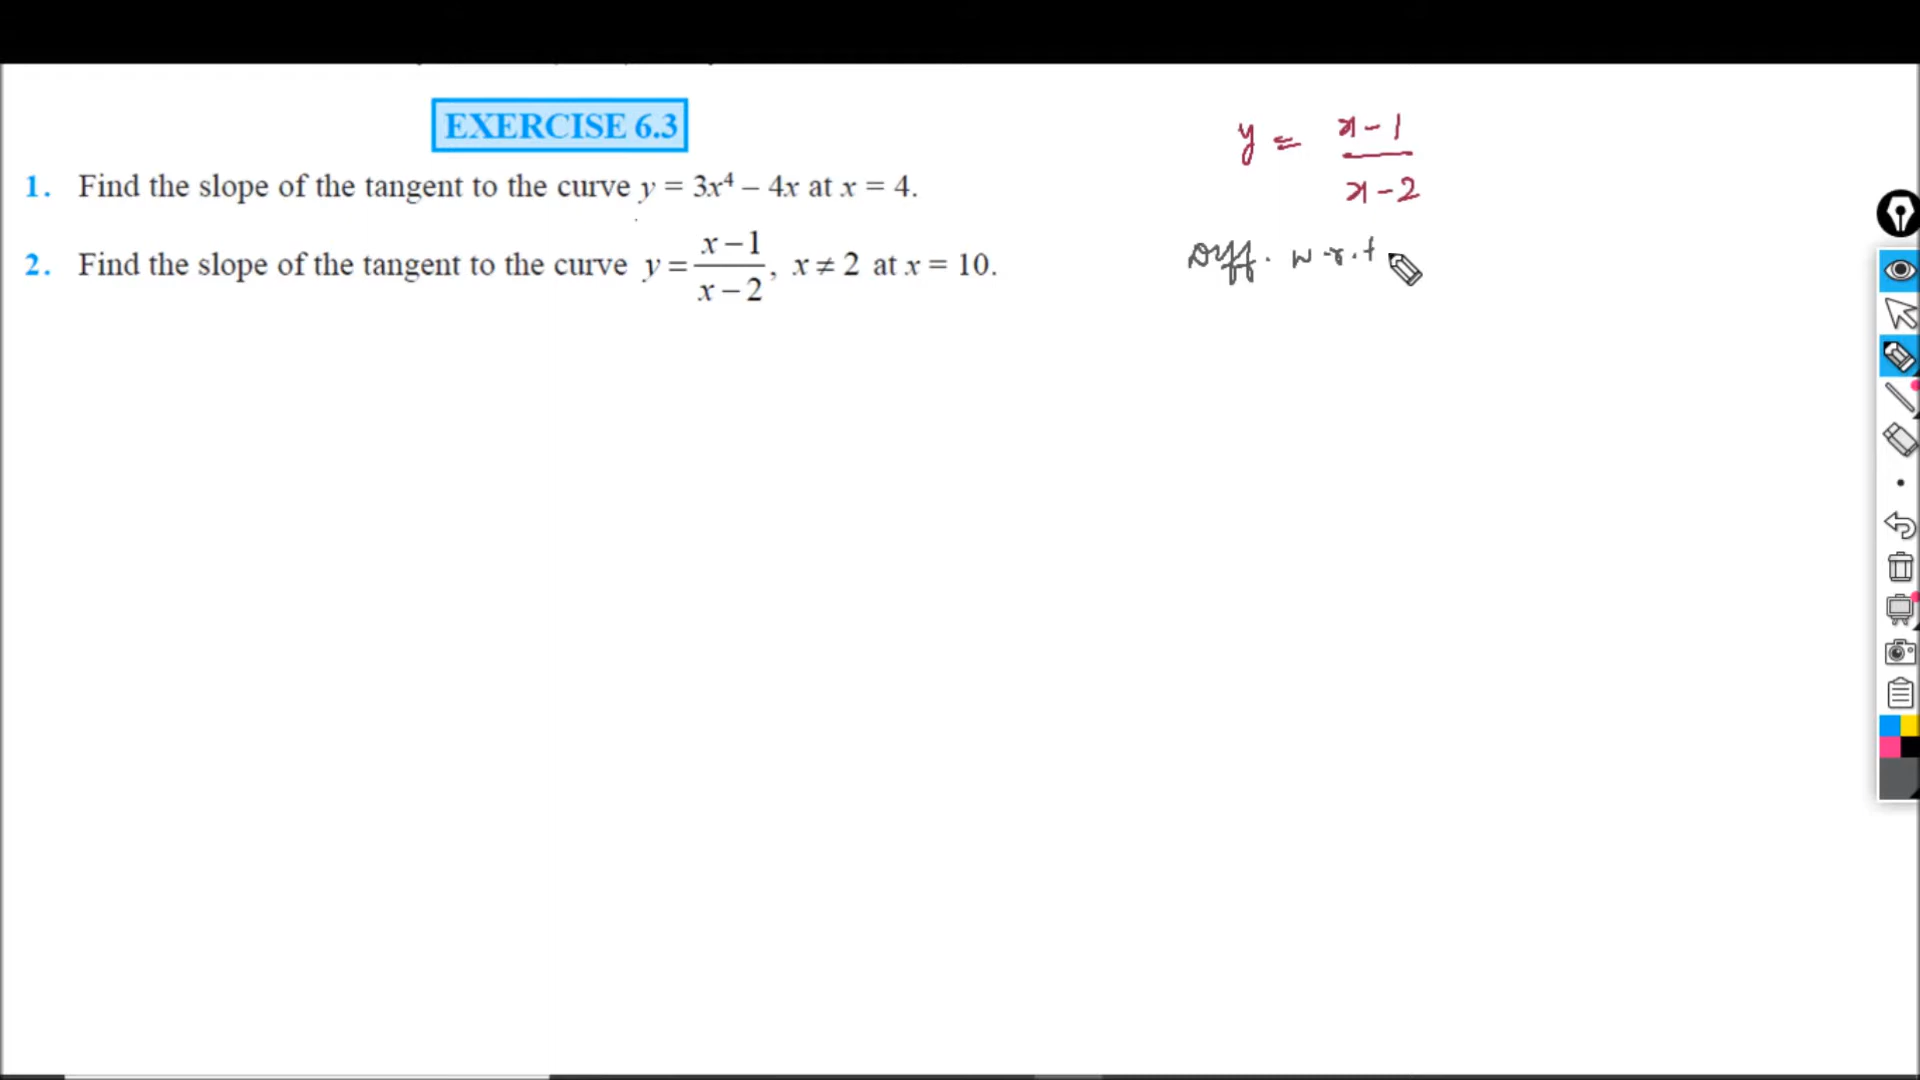 EXERCISE 6.3
1. Find the slope of the tangent to the curve y = 3x⁴ – 4x at x = 4.
2. Find the slope of the tangent to the curve y = (x – 1)/(x – 2), x ≠ 2 at x = 10.
y = (x – 1)/(x – 2)
Diff. w.r.t